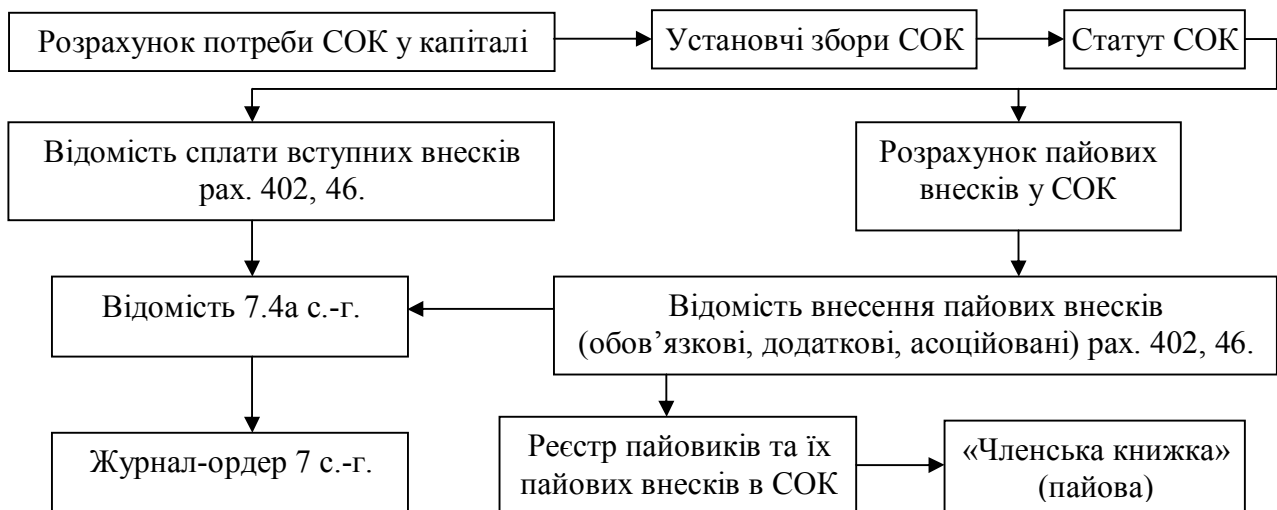 Розрахунок потреби СОК у капіталі
Установчі збори СОК
Статут СОК
Відомість сплати вступних внесків
рах. 402, 46.
Розрахунок пайових
внесків у СОК
Відомість 7.4а с.-г.
Відомість внесення пайових внесків
(обов’язкові, додаткові, асоційовані) рах. 402, 46.
Журнал-ордер 7 с.-г.
Реєстр пайовиків та їх
пайових внесків в СОК
«Членська книжка»
(пайова)